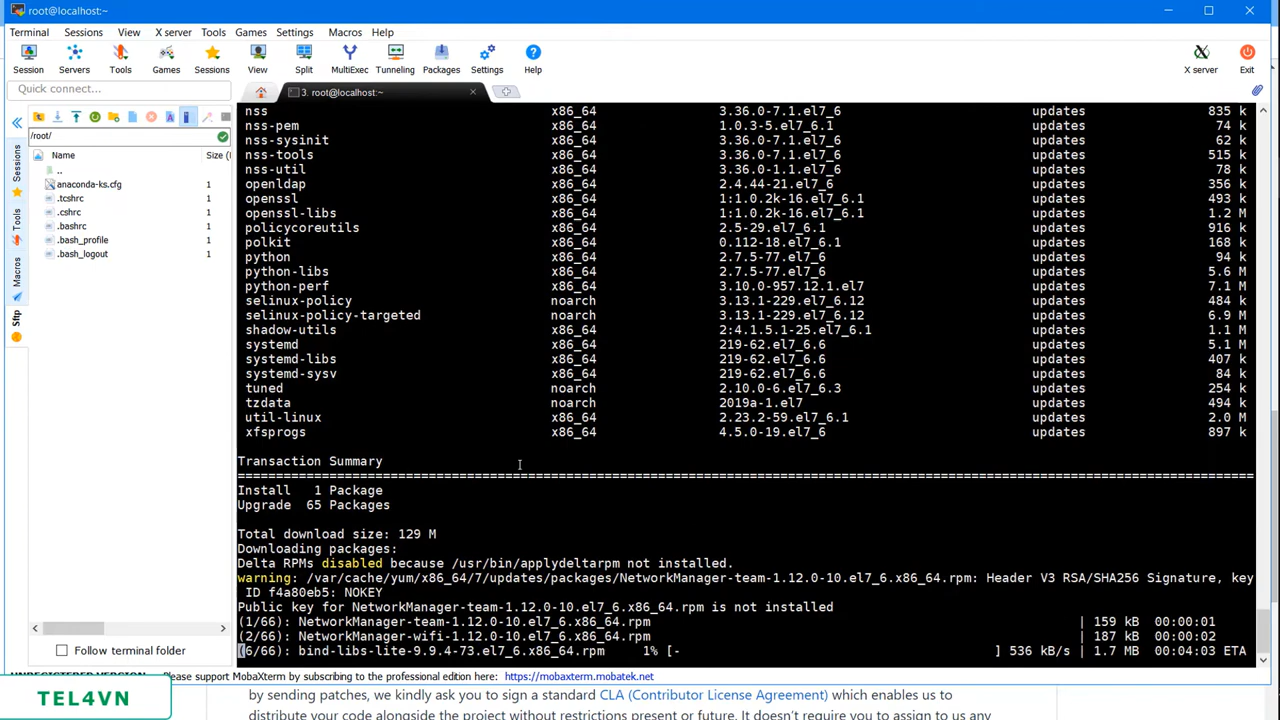 root@localhost:~
Terminal Sessions View X server Tools Games Settings Macros Help
Session Servers Tools Games Sessions View Split MultiExec Tunneling Packages Settings Help X server Exit
Quick connect...
3. root@localhost:~
/root/
Name Size (
..
anaconda-ks.cfg 1
.tcshrc 1
.cshrc 1
.bashrc 1
.bash_profile 1
.bash_logout 1
Sessions
Tools
Macros
Sftp
Follow terminal folder
nss x86_64 3.36.0-7.1.el7_6 updates 835 k
nss-pem x86_64 1.0.3-5.el7_6.1 updates 74 k
nss-sysinit x86_64 3.36.0-7.1.el7_6 updates 62 k
nss-tools x86_64 3.36.0-7.1.el7_6 updates 515 k
nss-util x86_64 3.36.0-1.1.el7_6 updates 78 k
openldap x86_64 2.4.44-21.el7_6 updates 356 k
openssl x86_64 1:1.0.2k-16.el7_6.1 updates 493 k
openssl-libs x86_64 1:1.0.2k-16.el7_6.1 updates 1.2 M
policycoreutils x86_64 2.5-29.el7_6.1 updates 916 k
polkit x86_64 0.112-18.el7_6.1 updates 168 k
python x86_64 2.7.5-77.el7_6 updates 94 k
python-libs x86_64 2.7.5-77.el7_6 updates 5.6 M
python-perf x86_64 3.10.0-957.12.1.el7 updates 7.1 M
selinux-policy noarch 3.13.1-229.el7_6.12 updates 484 k
selinux-policy-targeted noarch 3.13.1-229.el7_6.12 updates 6.9 M
shadow-utils x86_64 2:4.1.5.1-25.el7_6.1 updates 1.1 M
systemd x86_64 219-62.el7_6.6 updates 5.1 M
systemd-libs x86_64 219-62.el7_6.6 updates 407 k
systemd-sysv x86_64 219-62.el7_6.6 updates 84 k
tuned noarch 2.10.0-6.el7_6.3 updates 254 k
tzdata noarch 2019a-1.el7 updates 494 k
util-linux x86_64 2.23.2-59.el7_6.1 updates 2.0 M
xfsprogs x86_64 4.5.0-19.el7_6 updates 897 k
Transaction Summary
================================================================================
Install 1 Package
Upgrade 65 Packages
Total download size: 129 M
Downloading packages:
Delta RPMs disabled because /usr/bin/applydeltarpm not installed.
warning: /var/cache/yum/x86_64/7/updates/packages/NetworkManager-team-1.12.0-10.el7_6.x86_64.rpm: Header V3 RSA/SHA256 Signature, key
ID f4a80eb5: NOKEY
Public key for NetworkManager-team-1.12.0-10.el7_6.x86_64.rpm is not installed
(1/66): NetworkManager-team-1.12.0-10.el7_6.x86_64.rpm | 159 kB 00:00:01
(2/66): NetworkManager-wifi-1.12.0-10.el7_6.x86_64.rpm | 187 kB 00:00:02
(6/66): bind-libs-lite-9.9.4-73.el7_6.x86_64.rpm 1% [- ] 536 kB/s | 1.7 MB 00:04:03 ETA
Please support MobaXterm by subscribing to the professional edition here: https://mobaxterm.mobatek.net
TEL4VN
by sending patches, we kindly ask you to sign a standard CLA (Contributor License Agreement) which enables us to
distribute your code alongside the project without restrictions present or future. It doesn't require you to assign to us any